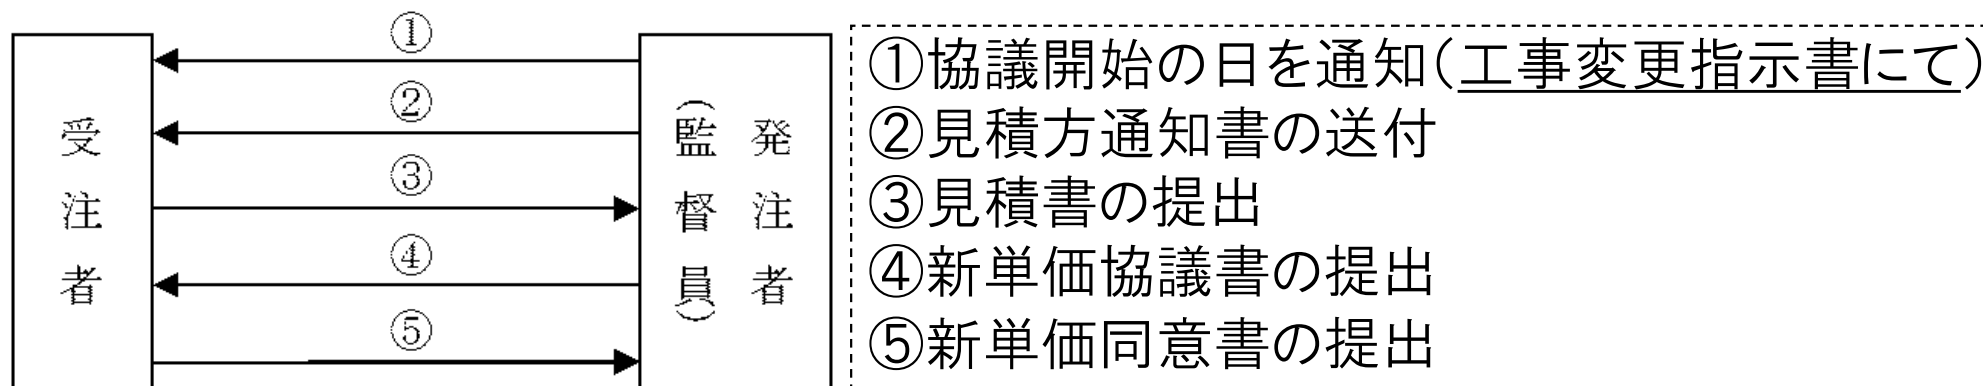 ①
②
③
④
⑤
受注者
(監督員)
発注者
①協議開始の日を通知(工事変更指示書にて)
②見積方通知書の送付
③見積書の提出
④新単価協議書の提出
⑤新単価同意書の提出